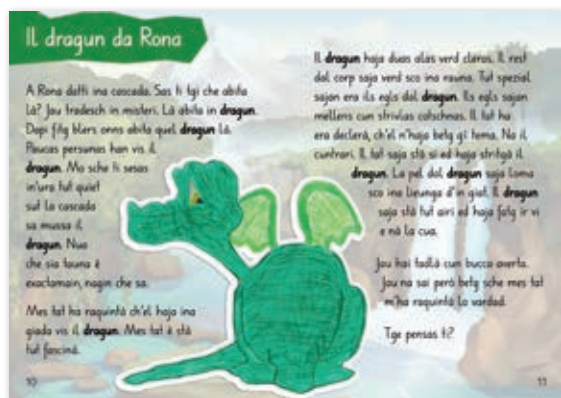 Il dragun da Rona
A Rona datti ina cascada. Sas ti tgi che abita
là? Jau tradesch in misteri. Là abita in dragun.
Dapi fitg blers onns abita quel dragun là.
Paucas persunas han vis il
dragun. Ma sche ti sesas
in'ura tut quiet
sut la cascada
sa mussa il
dragun. Nua
che sia tauna è
exactamain, nagin che sa.
Mes tat ha raquintà ch'el haja ina
giada vis il dragun. Mes tat è stà
tut fascinà.
10
Il dragun haja duas alas verd cleras. Il rest
dal corp saja verd sco ina rauna. Tut spezial
sajan era ils egls dal dragun. Ils egls sajan
mellens cun strivlas cotschnas. Il tat ha
era declerà, ch'el n'haja betg gì tema. Na il
cuntrari. Il tat saja stà si ed haja stritgà il
dragun. La pel dal dragun saja loma
sco ina lieunga d'in giat. Il dragun
saja stà tut airi ed haja fatg ir vi
e nà la cua.
Jau hai tadlà cun bucca averta.
Jau na sai però betg sche mes tat
m'ha raquintà la vardad.
Tge pensas ti?
11